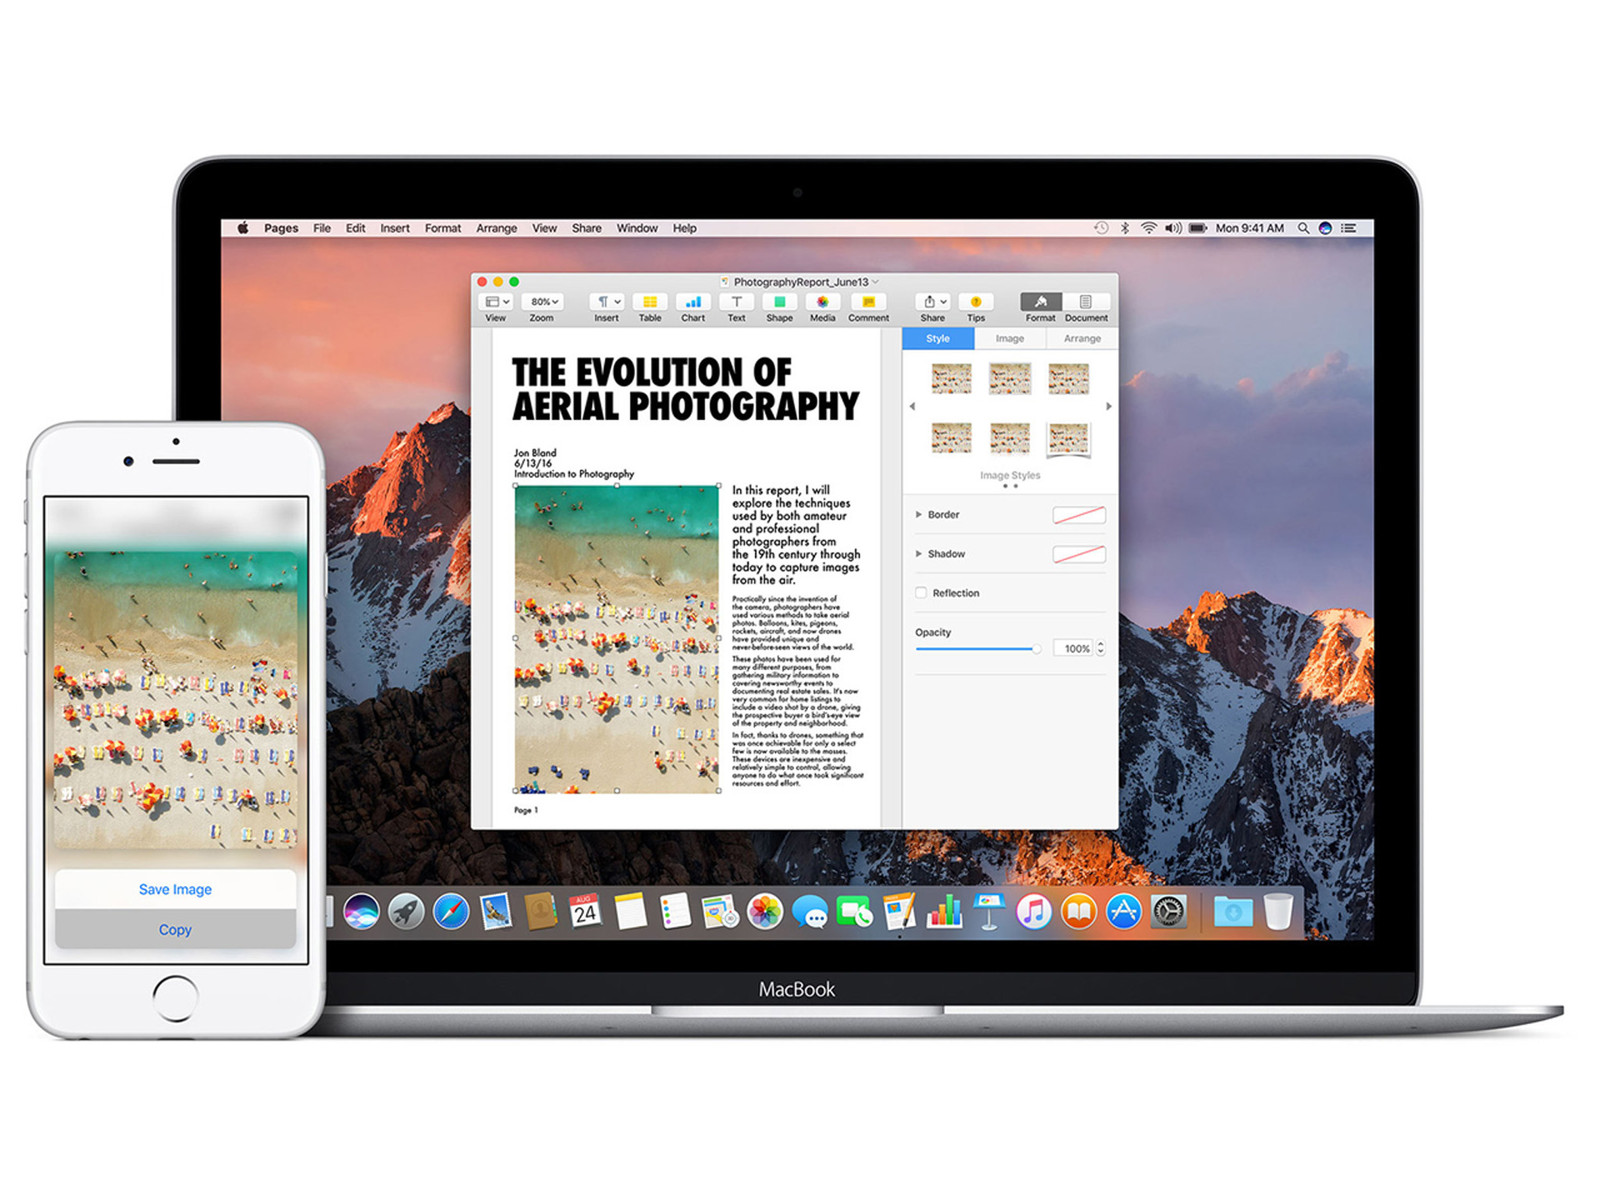 Pages File Edit Insert Format Arrange View Share Window Help
Mon 9:41 AM
PhotographyReport_June13
80%
View Zoom Insert Table Chart Text Shape Media Comment Share Tips Format Document
Style Image Arrange
THE EVOLUTION OF
AERIAL PHOTOGRAPHY
Jon Bland
6/13/16
Introduction to Photography
In this report, I will
explore the techniques
used by both amateur
and professional
photographers from
the 19th century through
today to capture images
from the air.
Practically since the invention of
the camera, photographers have
used various methods to take aerial
photos. Balloons, kites, pigeons,
rockets, aircraft, and now drones
have provided unique and
never-before-seen views of the world.
These photos have been used for
many different purposes, from
gathering military information to
covering newsworthy events to
documenting real estate sales. It's now
very common for home listings to
include a video shot by a drone, giving
the prospective buyer a bird's-eye view
of the property and neighborhood.
In fact, thanks to drones, something that
was once achievable for only a select
few is now available to the masses.
These devices are inexpensive and
relatively simple to control, allowing
anyone to do what once took significant
resources and effort.
Page 1
Image Styles
Border
Shadow
Reflection
Opacity
100%
Save Image
Copy
AUG
24
MacBook